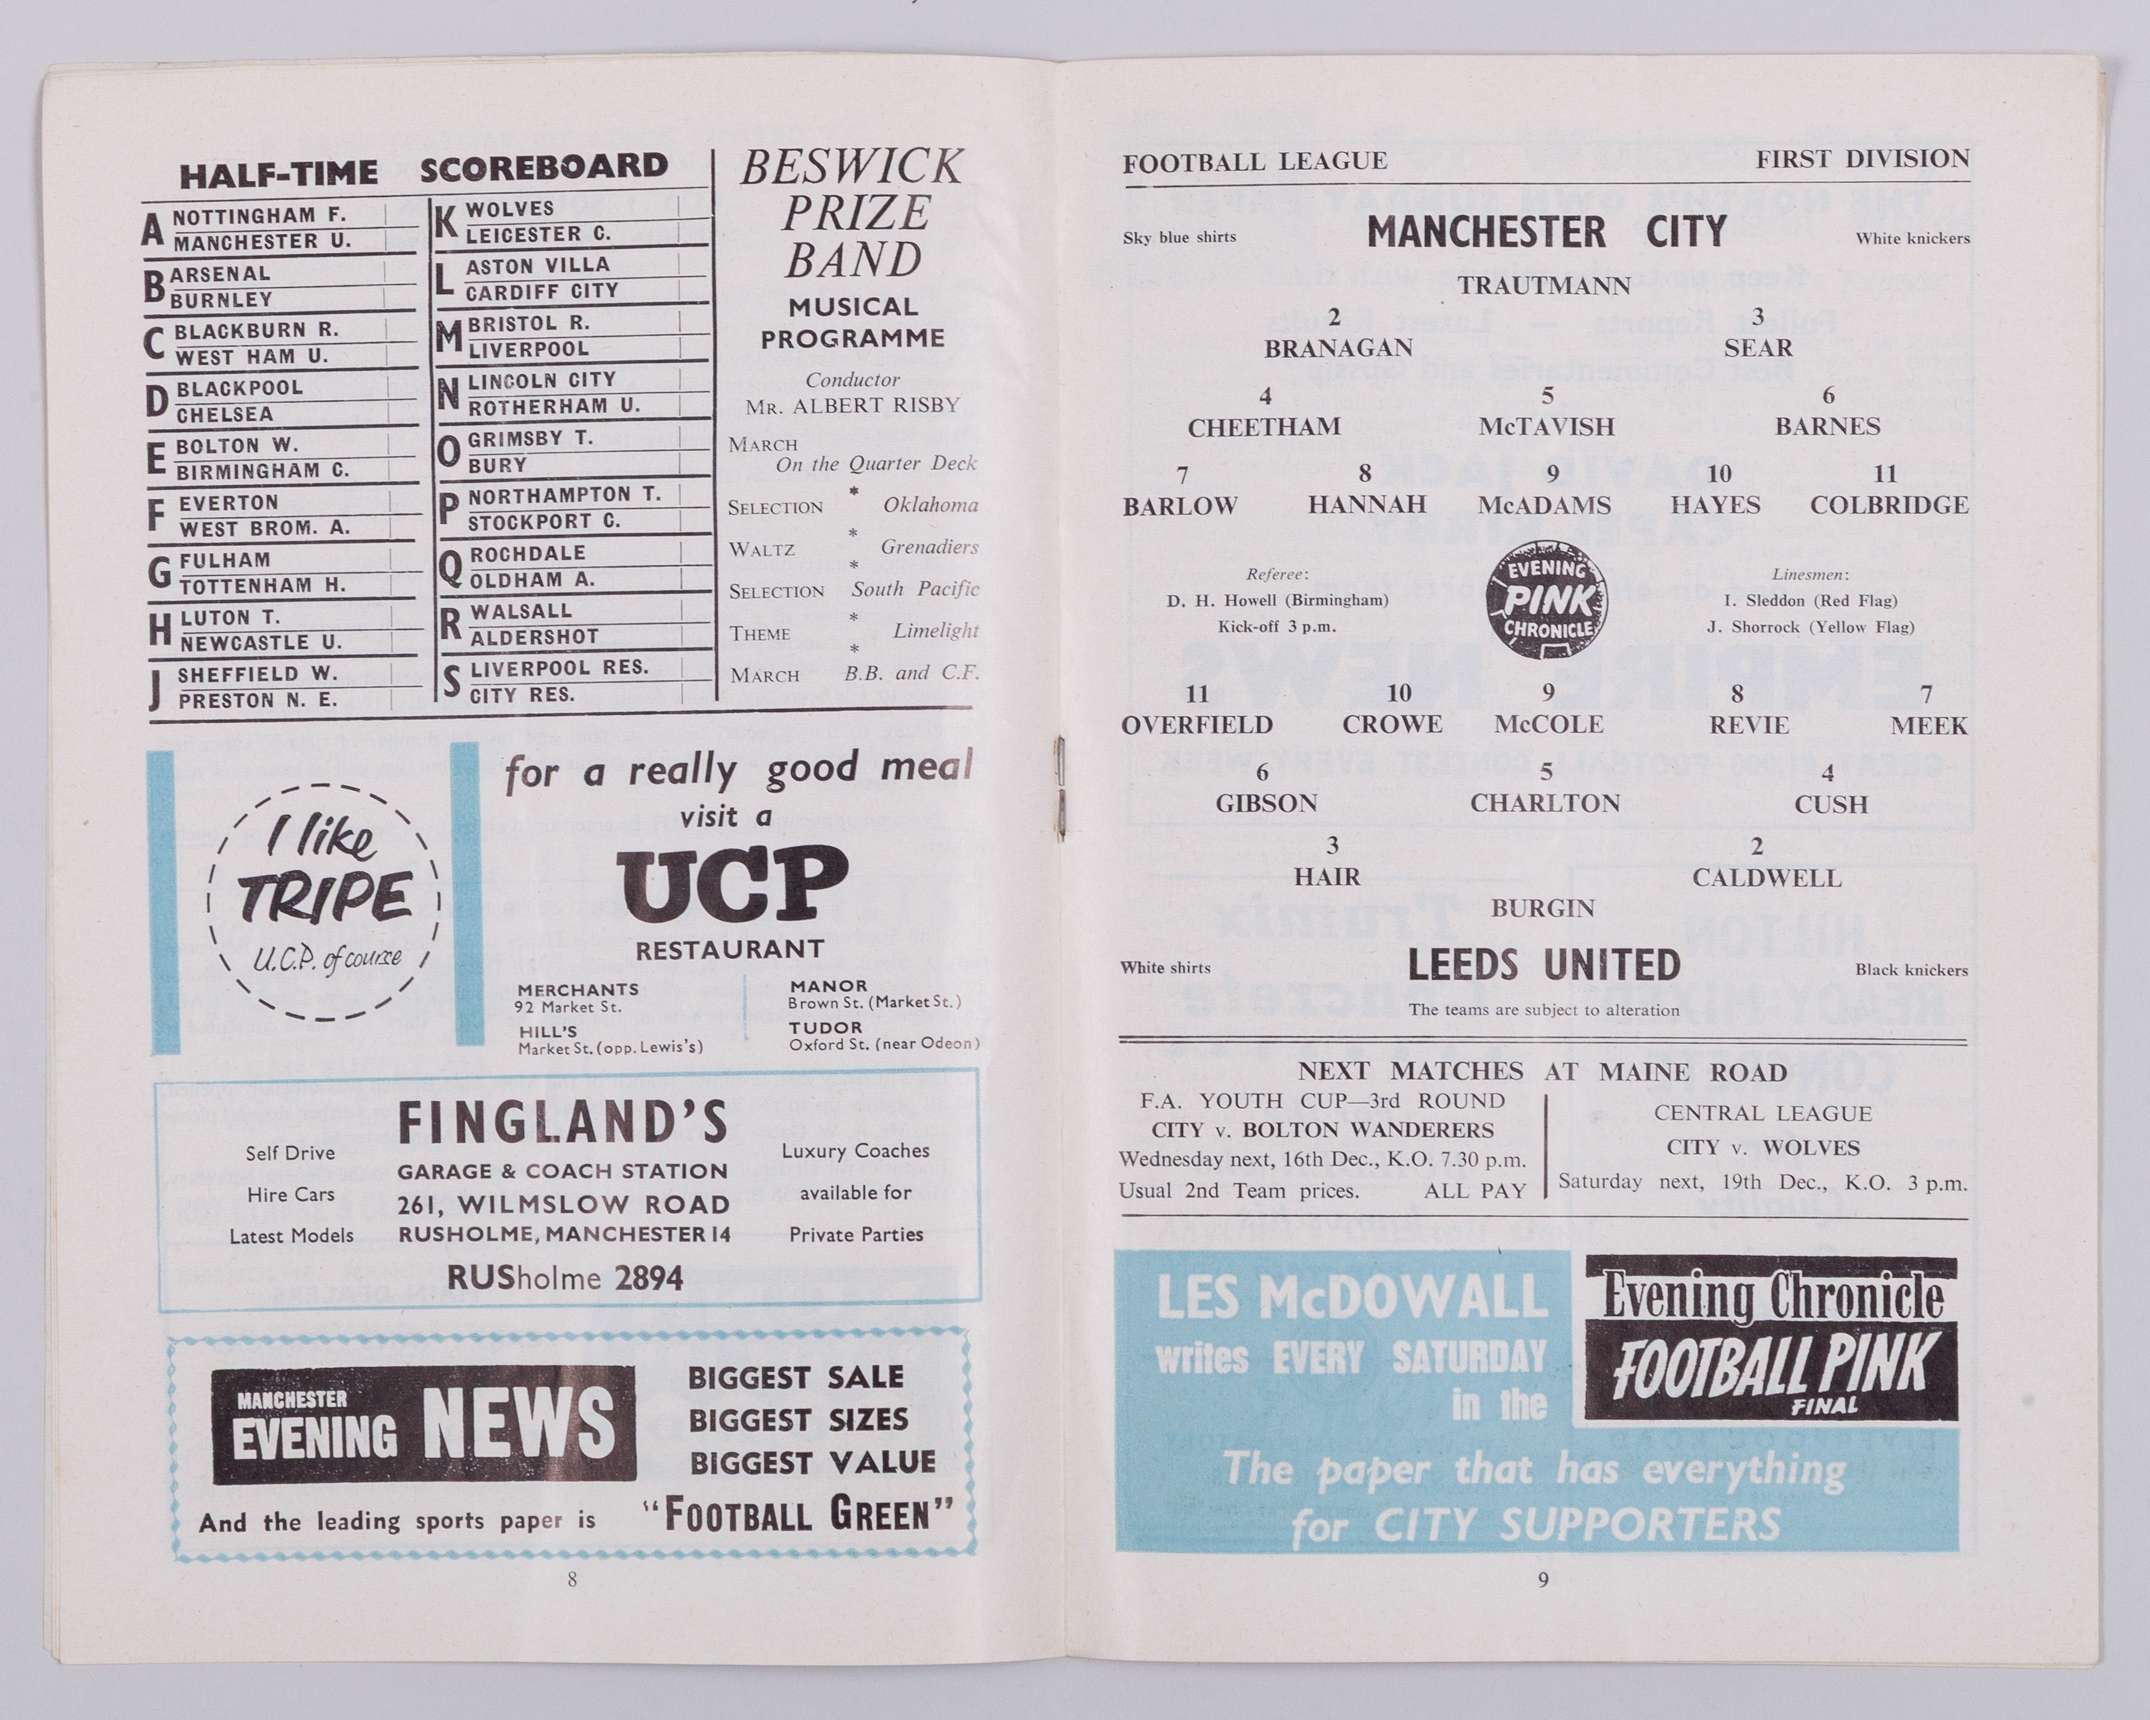 HALF-TIME SCOREBOARD
A NOTTINGHAM F.
MANCHESTER U.
B ARSENAL
BURNLEY
C BLACKBURN R.
WEST HAM U.
D BLACKPOOL
CHELSEA
E BOLTON W.
BIRMINGHAM C.
F EVERTON
WEST BROM. A.
G FULHAM
TOTTENHAM H.
H LUTON T.
NEWCASTLE U.
J SHEFFIELD W.
PRESTON N. E.
K WOLVES
LEICESTER C.
L ASTON VILLA
CARDIFF CITY
M BRISTOL R.
LIVERPOOL
N LINCOLN CITY
ROTHERHAM U.
O GRIMSBY T.
BURY
P NORTHAMPTON T.
STOCKPORT C.
Q ROCHDALE
OLDHAM A.
R WALSALL
ALDERSHOT
S LIVERPOOL RES.
CITY RES.
BESWICK
PRIZE
BAND
MUSICAL
PROGRAMME
Conductor
MR. ALBERT RISBY
MARCH
On the Quarter Deck
*
SELECTION Oklahoma
*
WALTZ Grenadiers
*
SELECTION South Pacific
*
THEME Limelight
*
MARCH B.B. and C.F.
I like
TRIPE
U.C.P. of course
for a really good meal
visit a
UCP
RESTAURANT
MERCHANTS
92 Market St.
HILL'S
Market St. (opp. Lewis's)
MANOR
Brown St. (Market St.)
TUDOR
Oxford St. (near Odeon)
FINGLAND'S
GARAGE & COACH STATION
261, WILMSLOW ROAD
RUSHOLME, MANCHESTER 14
RUSholme 2894
Self Drive
Hire Cars
Latest Models
Luxury Coaches
available for
Private Parties
MANCHESTER
EVENING NEWS
BIGGEST SALE
BIGGEST SIZES
BIGGEST VALUE
And the leading sports paper is "FOOTBALL GREEN"
8
FOOTBALL LEAGUE FIRST DIVISION
Sky blue shirts MANCHESTER CITY White knickers
TRAUTMANN
2 3
BRANAGAN SEAR
4 5 6
CHEETHAM McTAVISH BARNES
7 8 9 10 11
BARLOW HANNAH McADAMS HAYES COLBRIDGE
Referee:
D. H. Howell (Birmingham)
Kick-off 3 p.m.
EVENING
PINK
CHRONICLE
Linesmen:
I. Sleddon (Red Flag)
J. Shorrock (Yellow Flag)
11 10 9 8 7
OVERFIELD CROWE McCOLE REVIE MEEK
6 5 4
GIBSON CHARLTON CUSH
3 2
HAIR CALDWELL
BURGIN
White shirts LEEDS UNITED Black knickers
The teams are subject to alteration
NEXT MATCHES AT MAINE ROAD
F.A. YOUTH CUP—3rd ROUND
CITY v. BOLTON WANDERERS
Wednesday next, 16th Dec., K.O. 7.30 p.m.
Usual 2nd Team prices. ALL PAY
CENTRAL LEAGUE
CITY v. WOLVES
Saturday next, 19th Dec., K.O. 3 p.m.
LES McDOWALL
writes EVERY SATURDAY
in the
Evening Chronicle
FOOTBALL PINK
FINAL
The paper that has everything
for CITY SUPPORTERS
9